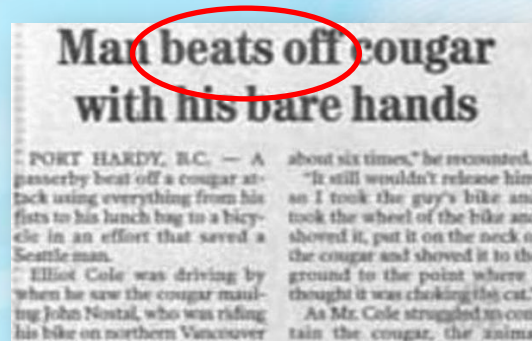 Man beats off cougar
with his bare hands
PORT HARDY, B.C. — A
passerby beat off a cougar at-
tack using everything from his
fists to his lunch bag to a bicy-
cle in an effort that saved a
Seattle man.
Elliot Cole was driving by
when he saw the cougar maul-
ing John Nostal, who was riding
his bike on northern Vancouver
about six times," he recounted.
"It still wouldn't release him
so I took the guy's bike and
took the wheel of the bike and
shoved it, put it on the neck of
the cougar and shoved it to the
ground to the point where I
thought it was choking the cat."
As Mr. Cole struggled to con-
tain the cougar, the animal